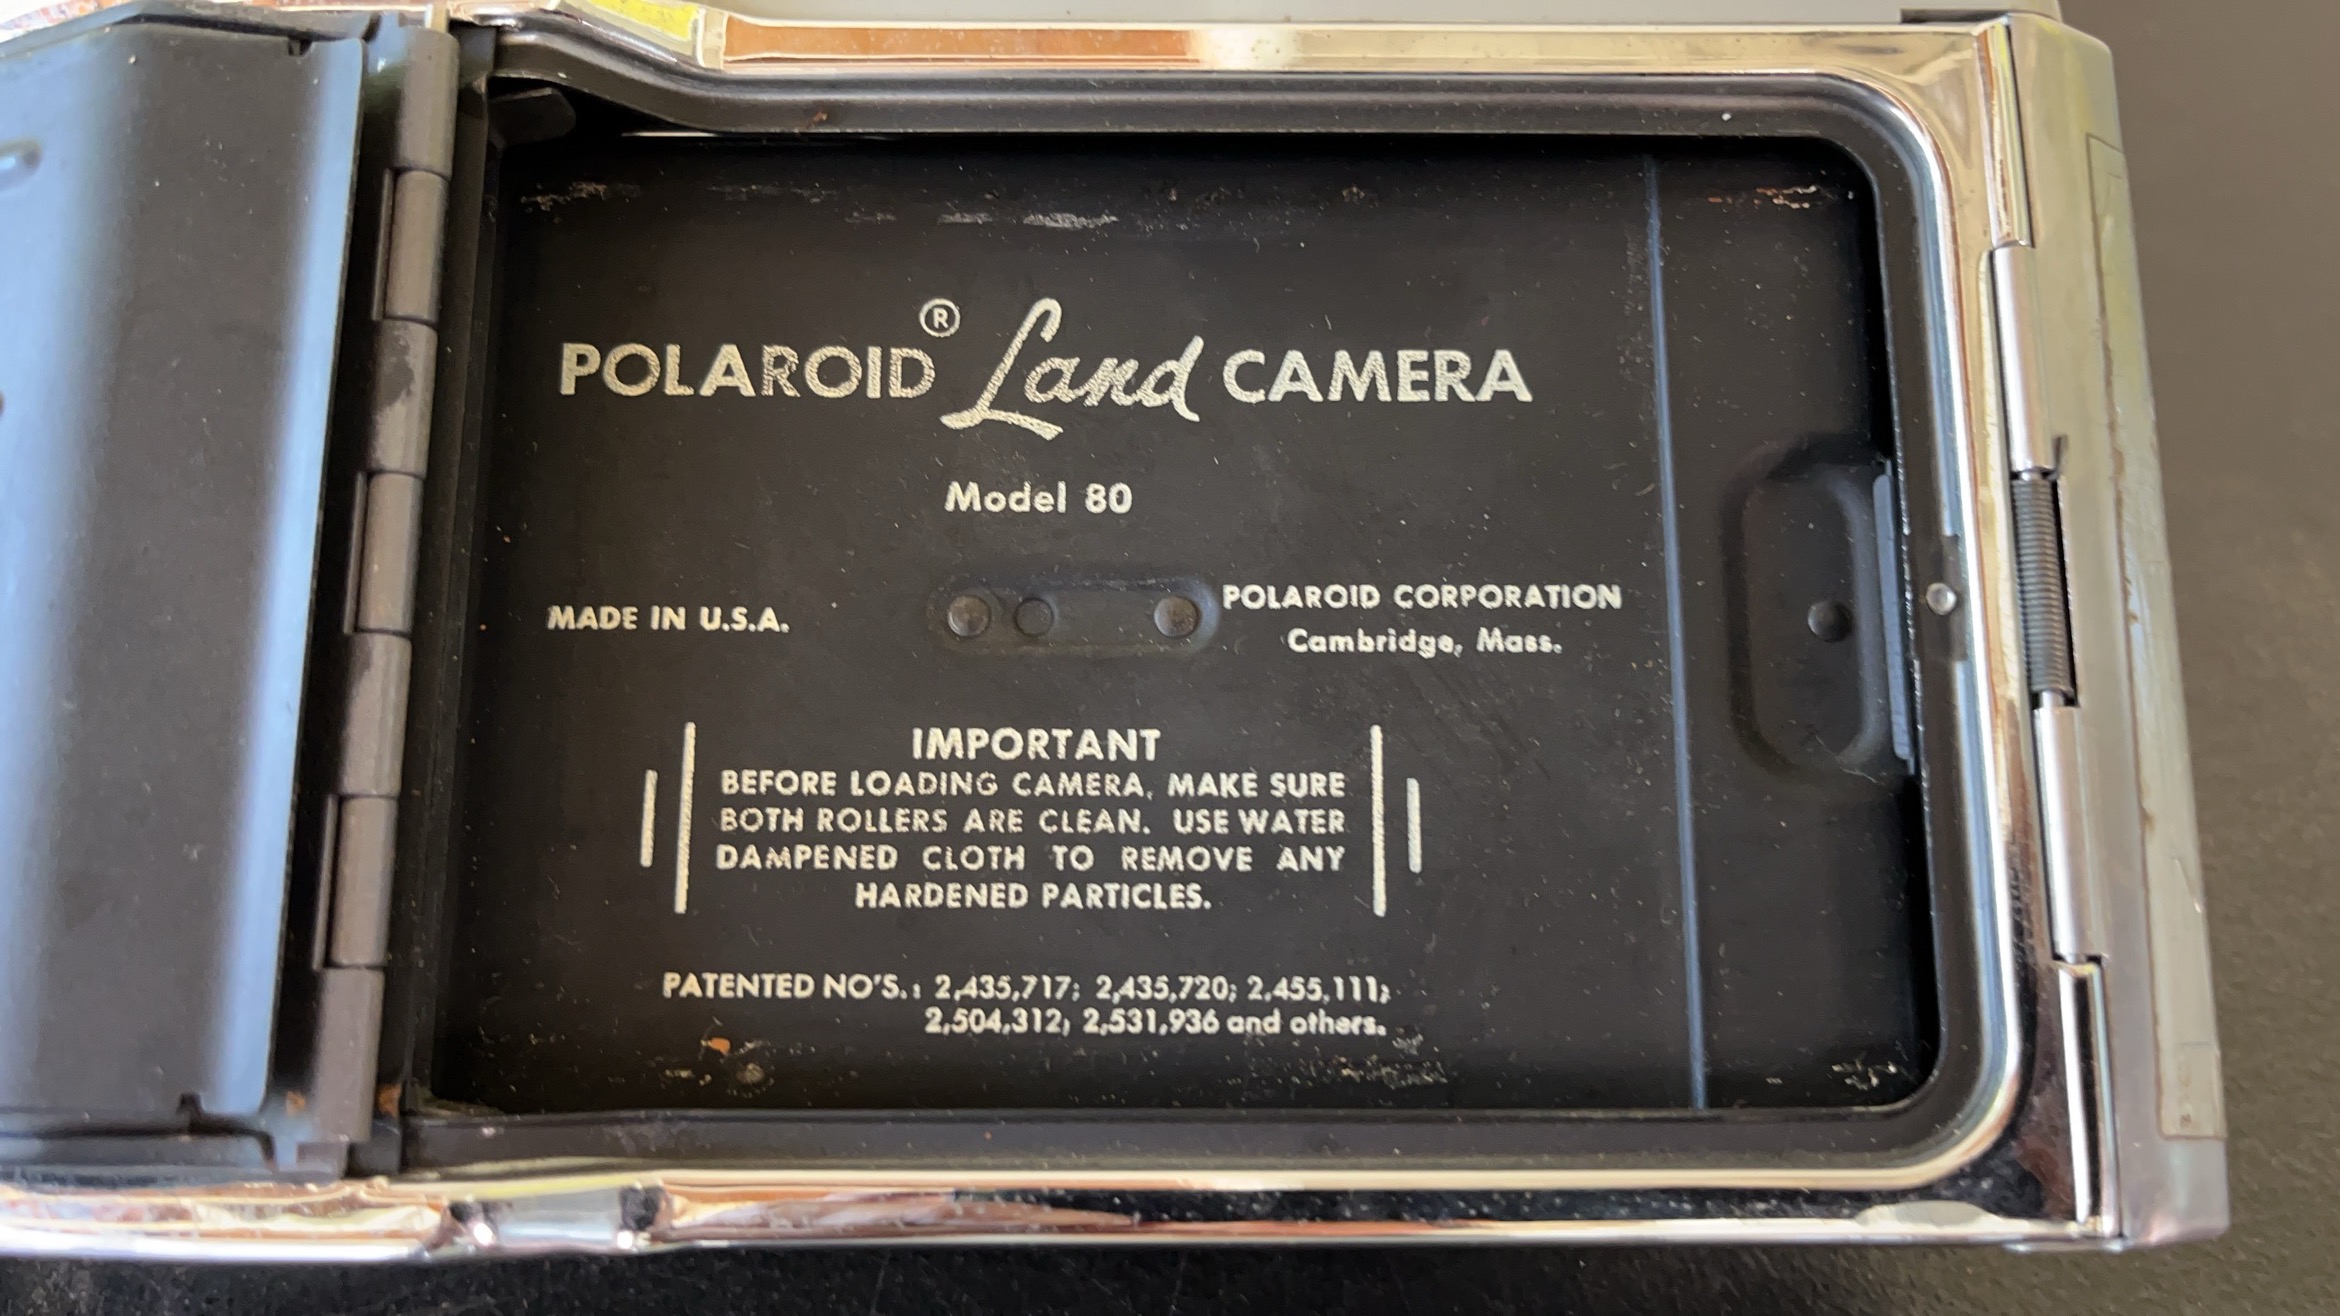 POLAROID® Land CAMERA
Model 80
MADE IN U.S.A.
POLAROID CORPORATION
Cambridge, Mass.
IMPORTANT
BEFORE LOADING CAMERA, MAKE SURE
BOTH ROLLERS ARE CLEAN. USE WATER
DAMPENED CLOTH TO REMOVE ANY
HARDENED PARTICLES.
PATENTED NO'S.: 2,435,717; 2,435,720; 2,455,111;
2,504,312; 2,531,936 and others.